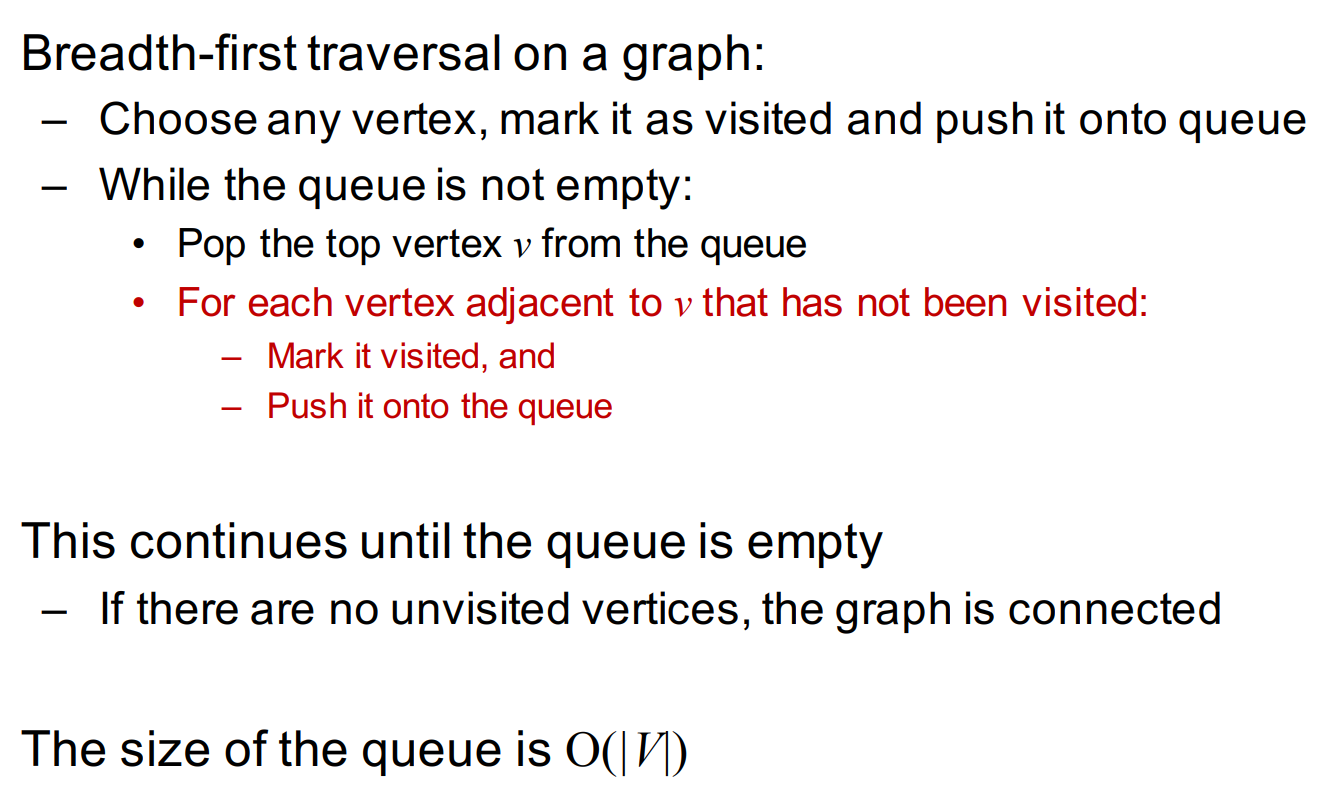 Breadth-first traversal on a graph:
– Choose any vertex, mark it as visited and push it onto queue
– While the queue is not empty:
• Pop the top vertex v from the queue
• For each vertex adjacent to v that has not been visited:
– Mark it visited, and
– Push it onto the queue
This continues until the queue is empty
– If there are no unvisited vertices, the graph is connected
The size of the queue is O(|V|)